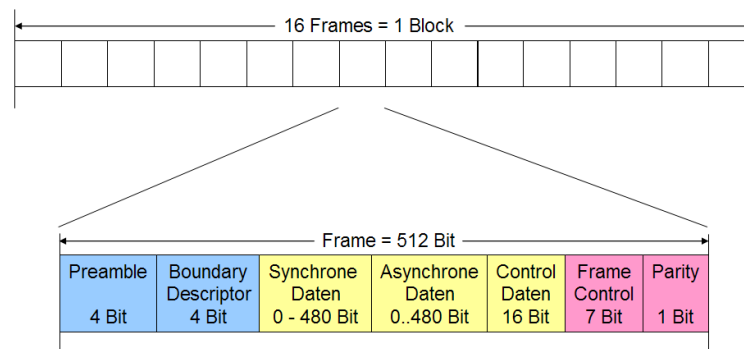 16 Frames = 1 Block
Frame = 512 Bit
Preamble
4 Bit
Boundary
Descriptor
4 Bit
Synchrone
Daten
0 - 480 Bit
Asynchrone
Daten
0..480 Bit
Control
Daten
16 Bit
Frame
Control
7 Bit
Parity
1 Bit